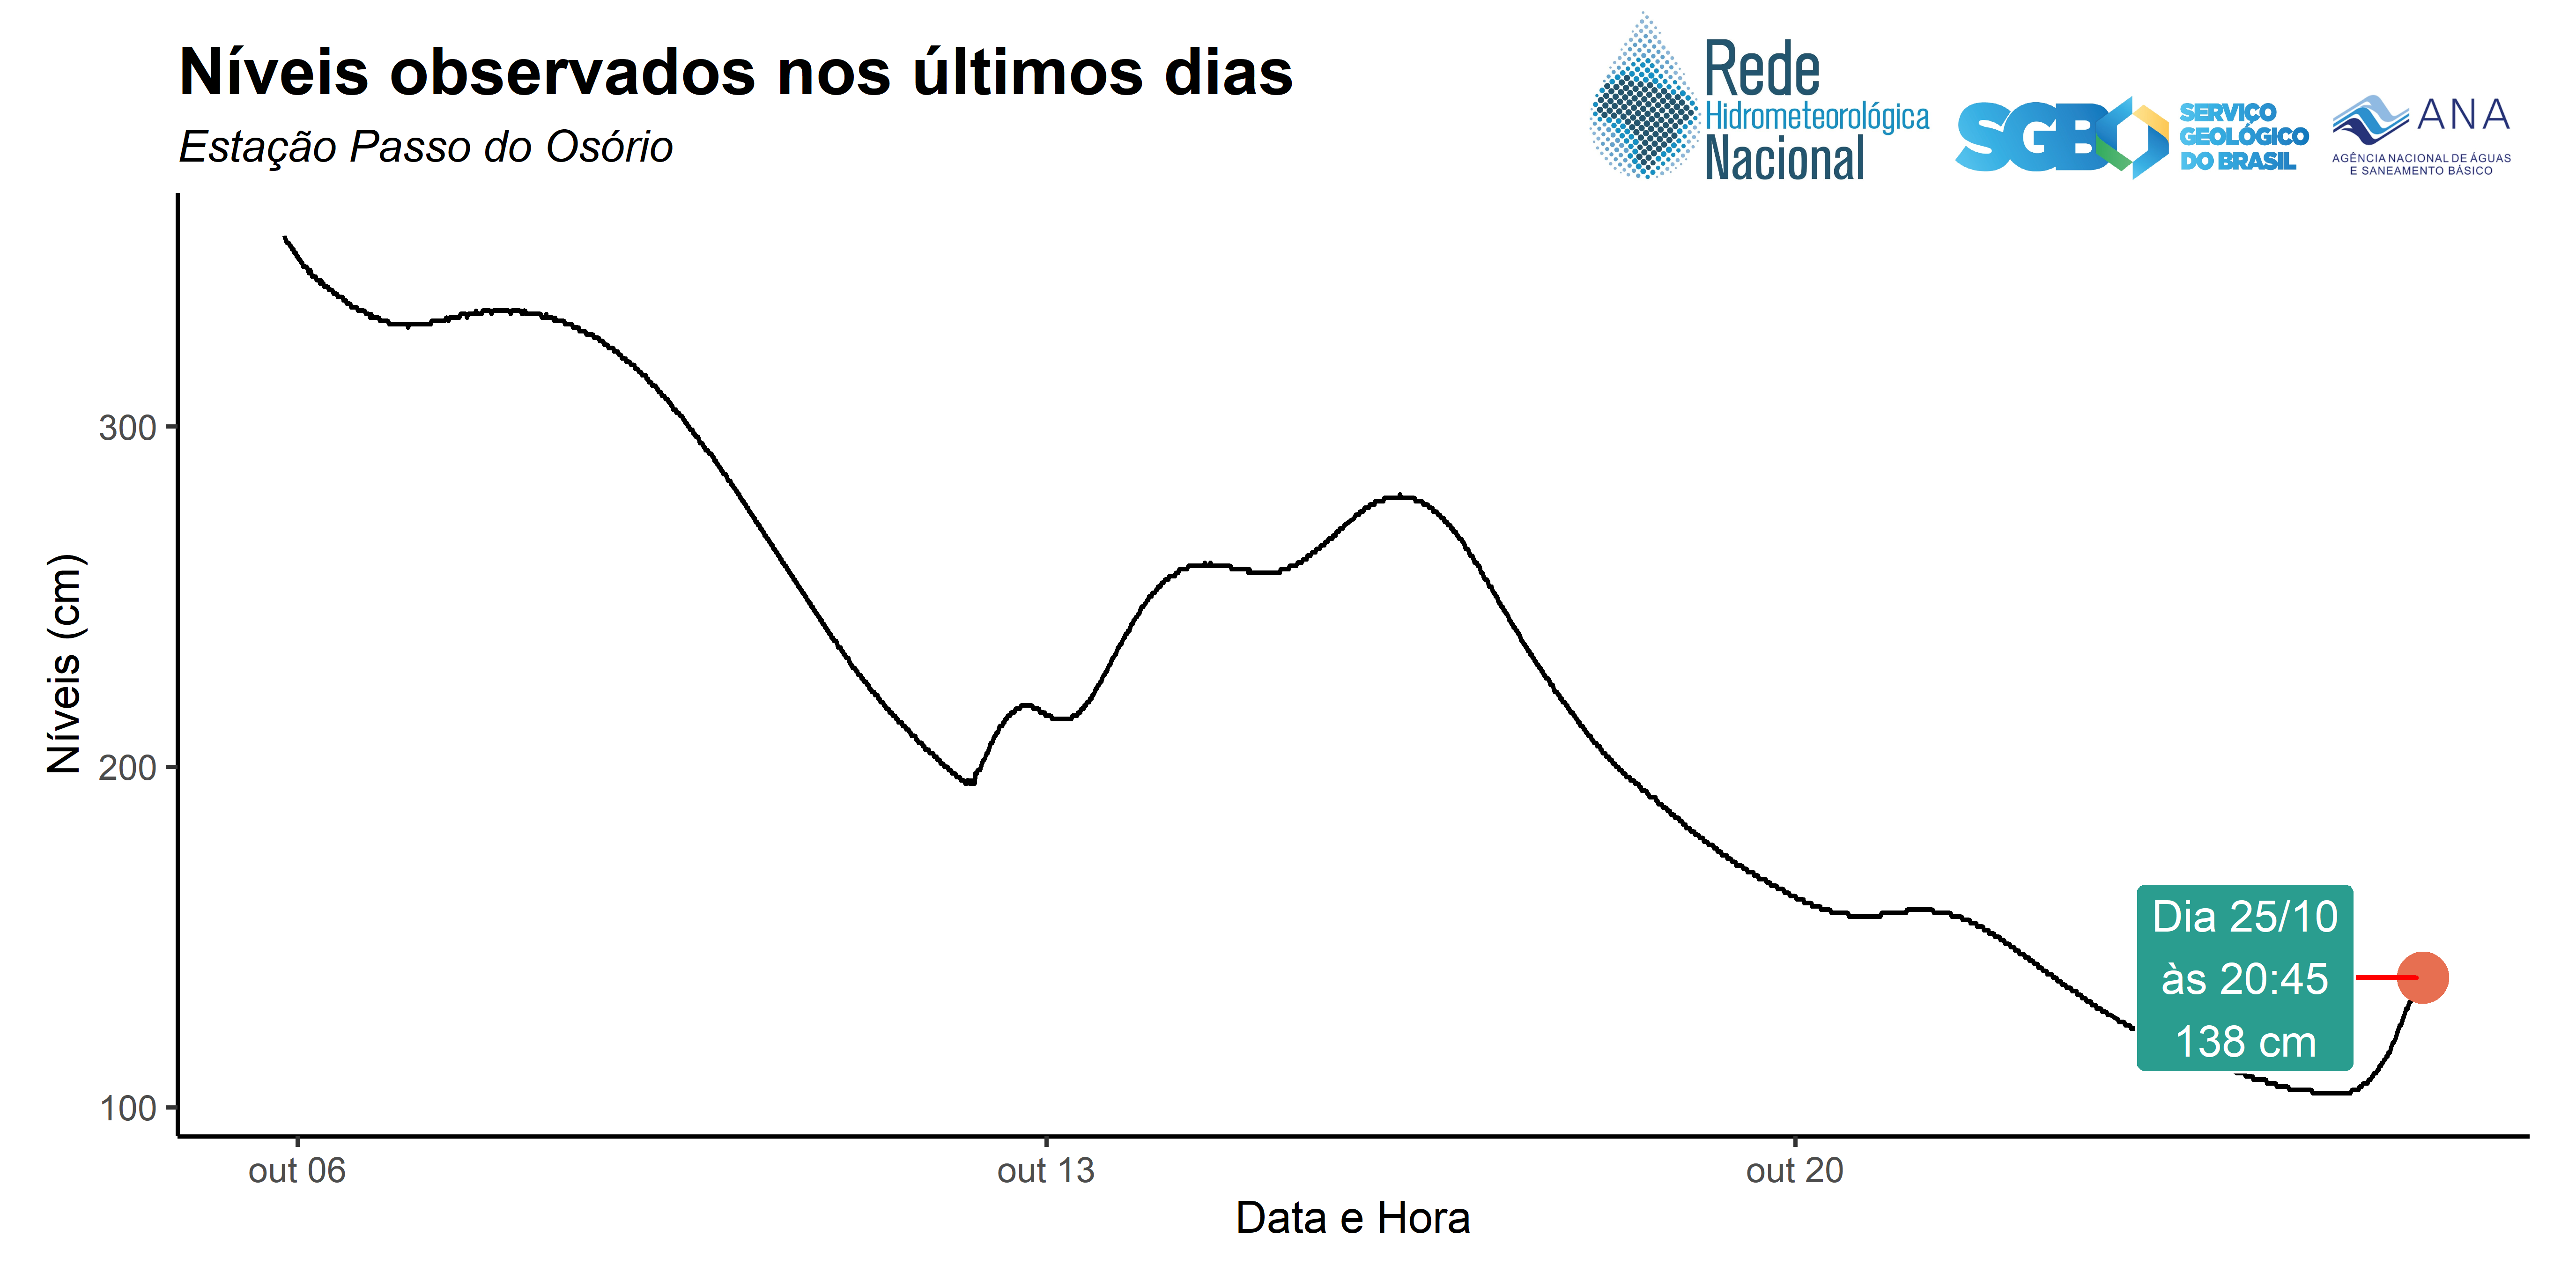 Níveis observados nos últimos dias
Estação Passo do Osório
Rede
Hidrometeorológica
Nacional
SGB
SERVIÇO
GEOLÓGICO
DO BRASIL
ANA
AGÊNCIA NACIONAL DE ÁGUAS
E SANEAMENTO BÁSICO
Níveis (cm)
300
200
100
Dia 25/10
às 20:45
138 cm
out 06
out 13
out 20
Data e Hora